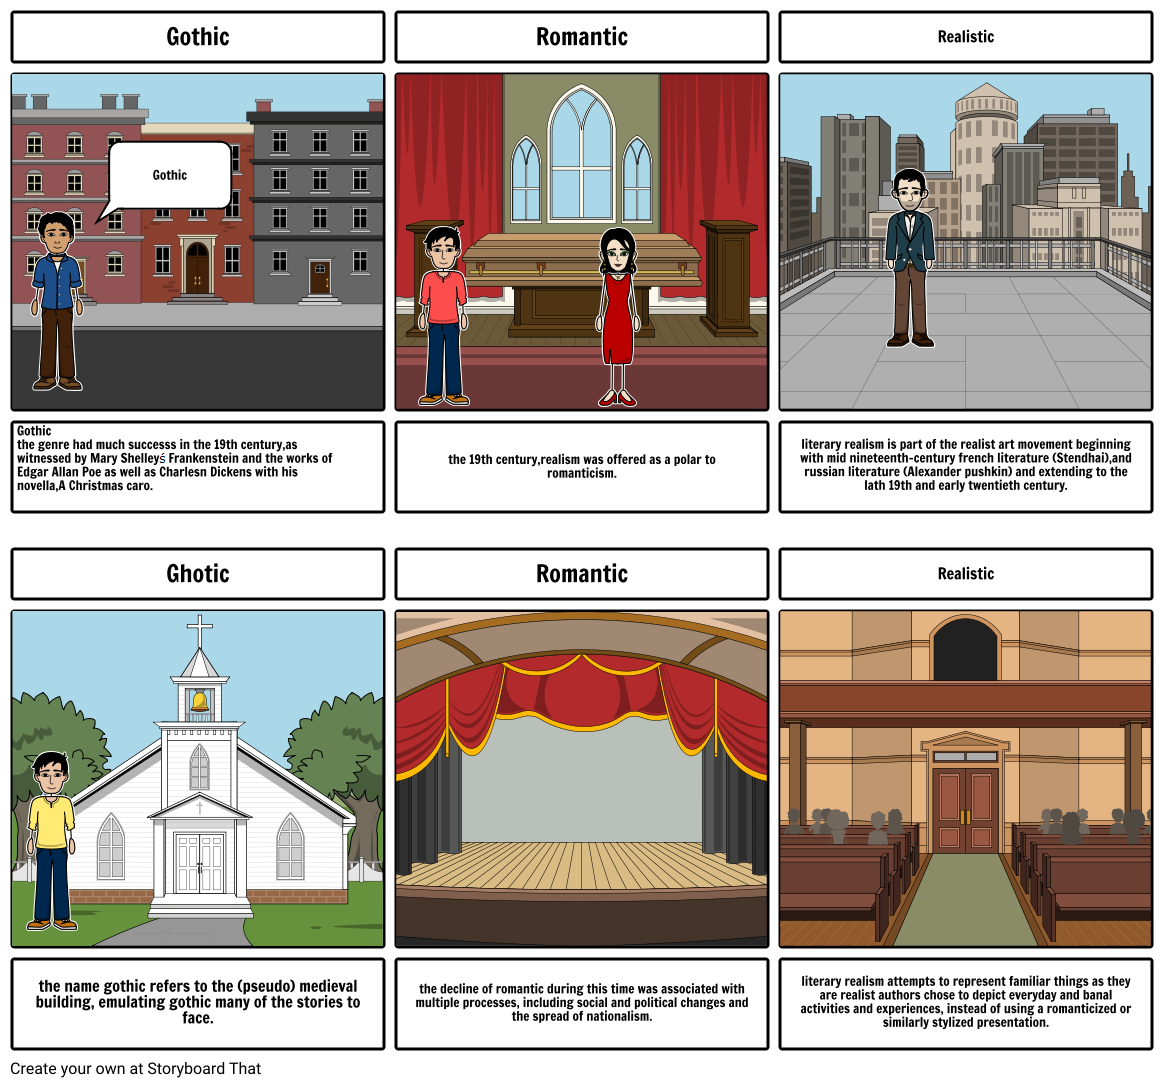 Gothic
Romantic
Realistic
Gothic
Gothic
the genre had much successs in the 19th century,as
witnessed by Mary Shelleyś Frankenstein and the works of
Edgar Allan Poe as well as Charlesn Dickens with his
novella,A Christmas caro.
the 19th century,realism was offered as a polar to
romanticism.
literary realism is part of the realist art movement beginning
with mid nineteenth-century french literature (Stendhai),and
russian literature (Alexander pushkin) and extending to the
lath 19th and early twentieth century.
Ghotic
Romantic
Realistic
the name gothic refers to the (pseudo) medieval
building, emulating gothic many of the stories to
face.
the decline of romantic during this time was associated with
multiple processes, including social and political changes and
the spread of nationalism.
literary realism attempts to represent familiar things as they
are realist authors chose to depict everyday and banal
activities and experiences, instead of using a romanticized or
similarly stylized presentation.
Create your own at Storyboard That